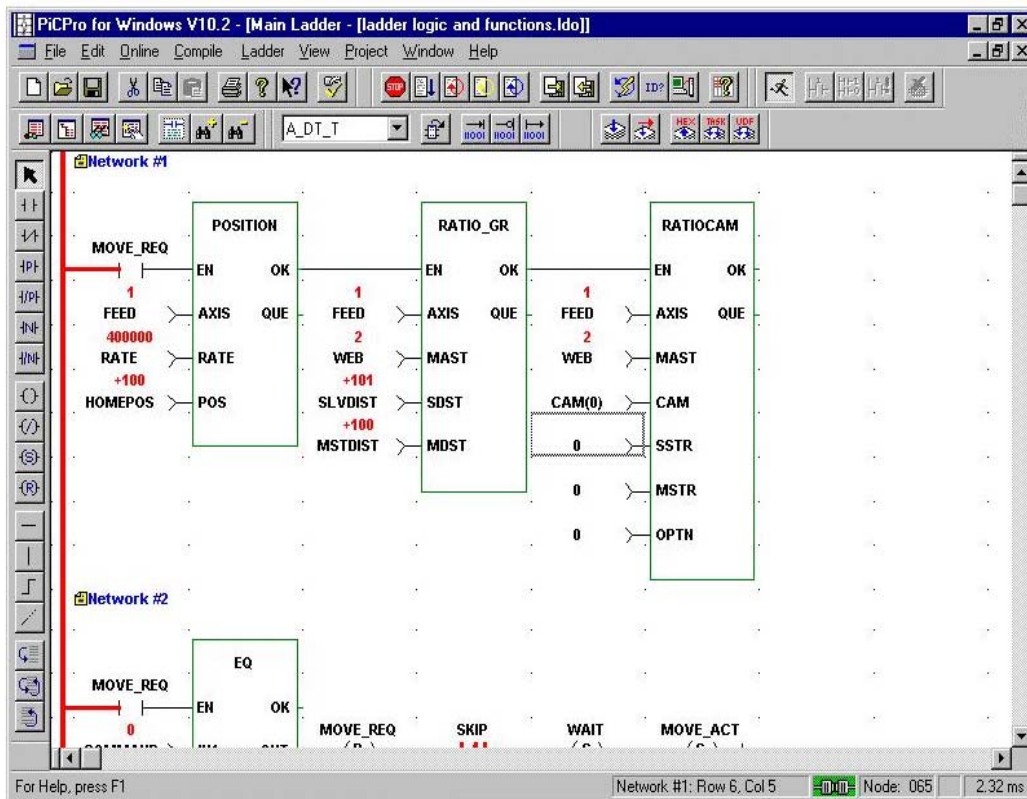 PiCPro for Windows V10.2 - [Main Ladder - [ladder logic and functions.ldo]]
File Edit Online Compile Ladder View Project Window Help
STOP ID?
A_DT_T HEX TASK UDF
Network #1
POSITION RATIO_GR RATIOCAM
MOVE_REQ
EN OK EN OK EN OK
1 1 1
FEED AXIS QUE FEED AXIS QUE FEED AXIS QUE
400000 2 2
RATE RATE WEB MAST WEB MAST
+100 +101
HOMEPOS POS SLVDIST SDST CAM(0) CAM
+100
MSTDIST MDST 0 SSTR
0 MSTR
0 OPTN
Network #2
EQ
MOVE_REQ
EN OK
0 MOVE_REQ SKIP WAIT MOVE_ACT
For Help, press F1 Network #1: Row 6, Col 5 Node: 065 2.32 ms